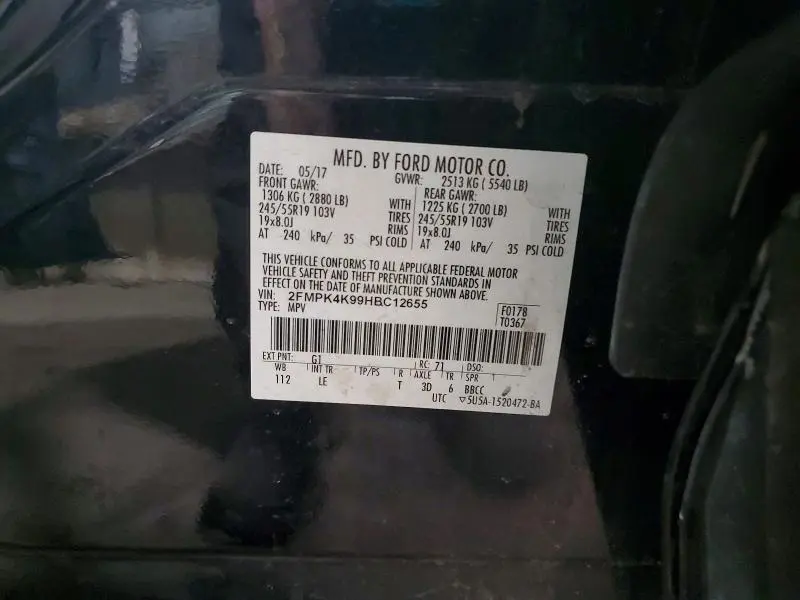 MFD. BY FORD MOTOR CO.
DATE: 05/17 GVWR: 2513 KG ( 5540 LB)
FRONT GAWR: REAR GAWR:
1306 KG ( 2880 LB) WITH 1225 KG ( 2700 LB) WITH
245/55R19 103V TIRES 245/55R19 103V TIRES
19x8.0J RIMS 19x8.0J RIMS
AT 240 kPa/ 35 PSI COLD AT 240 kPa/ 35 PSI COLD
THIS VEHICLE CONFORMS TO ALL APPLICABLE FEDERAL MOTOR
VEHICLE SAFETY AND THEFT PREVENTION STANDARDS IN
EFFECT ON THE DATE OF MANUFACTURE SHOWN ABOVE.
VIN: 2FMPK4K99HBC12655 F0178
TYPE: MPV T0367
EXT PNT: G1 RC: 71 DSO:
WB INT TR TP/PS R AXLE TR SPR
112 LE T 3D 6 BBCC
UTC ▽5U5A-1520472-BA